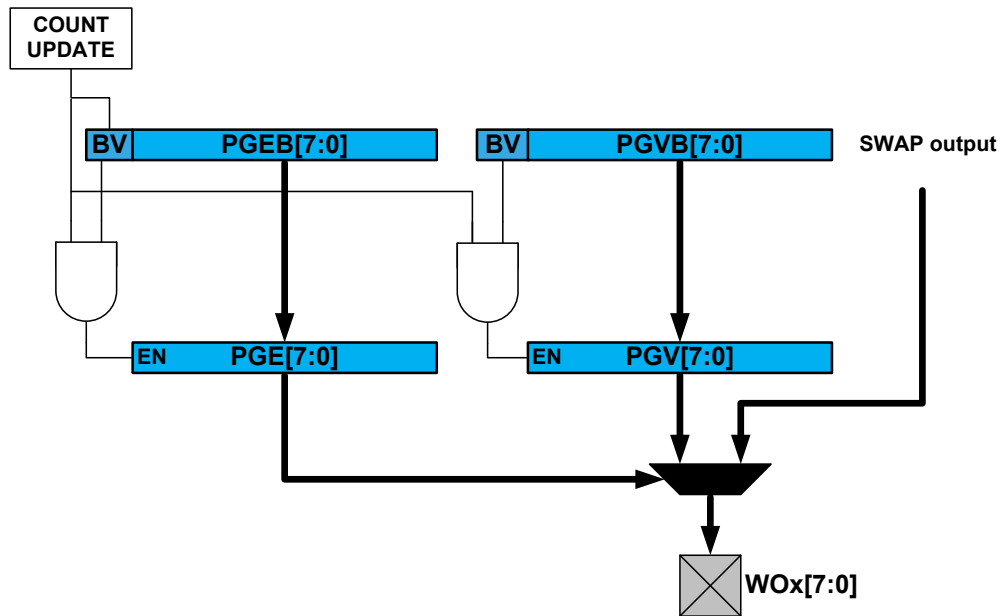 COUNT
UPDATE
BV
PGEB[7:0]
BV
PGVB[7:0]
SWAP output
EN
PGE[7:0]
EN
PGV[7:0]
WOx[7:0]